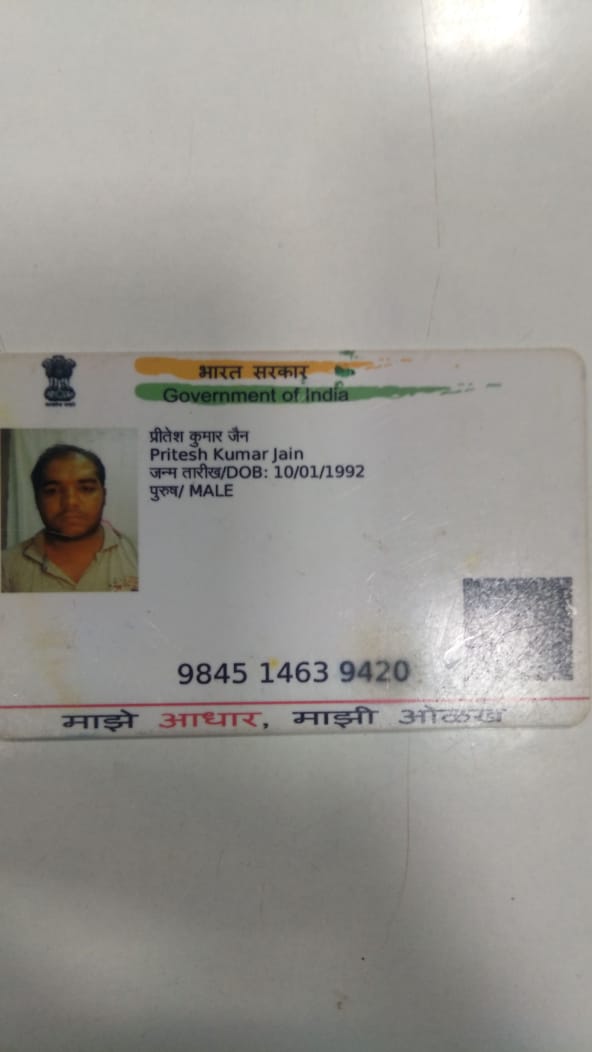 भारत सरकार
Government of India
प्रीतेश कुमार जैन
Pritesh Kumar Jain
जन्म तारीख/DOB: 10/01/1992
पुरुष/ MALE
9845 1463 9420
माझे आधार, माझी ओळख